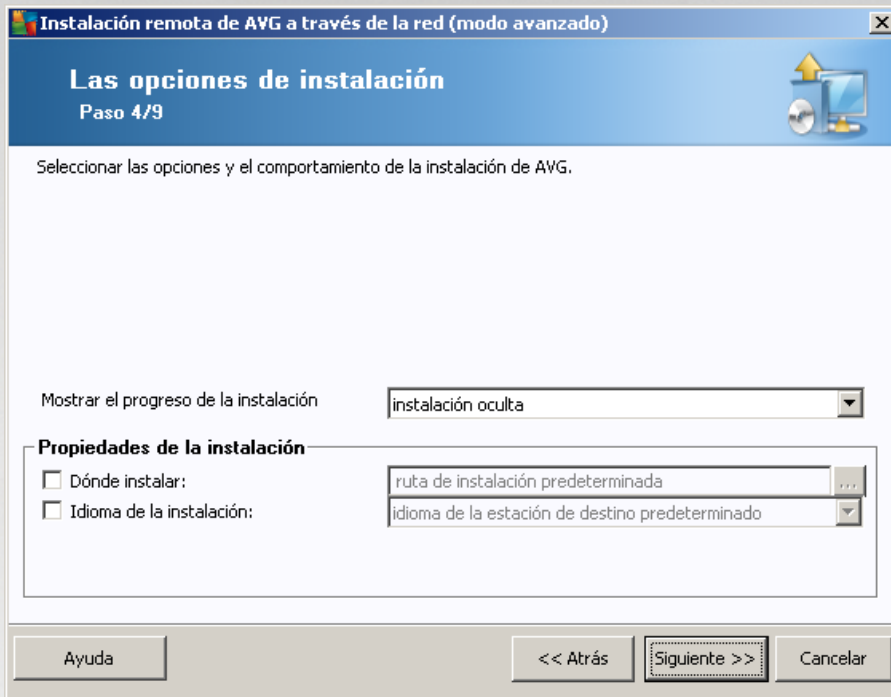 Instalación remota de AVG a través de la red (modo avanzado)
Las opciones de instalación
Paso 4/9
Seleccionar las opciones y el comportamiento de la instalación de AVG.
Mostrar el progreso de la instalación
instalación oculta
Propiedades de la instalación
Dónde instalar:
ruta de instalación predeterminada
...
Idioma de la instalación:
idioma de la estación de destino predeterminado
Ayuda
<< Atrás
Siguiente >>
Cancelar